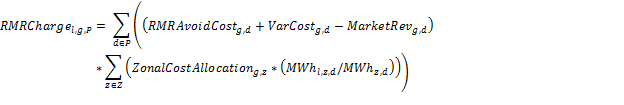 RMRCharge_{l,g,P} = ∑_{d∈P} ((RMRAvoidCost_{g,d} + VarCost_{g,d} − MarketRev_{g,d})
* ∑_{z∈Z} (ZonalCostAllocation_{g,z} * (MWh_{l,z,d}/MWh_{z,d})))